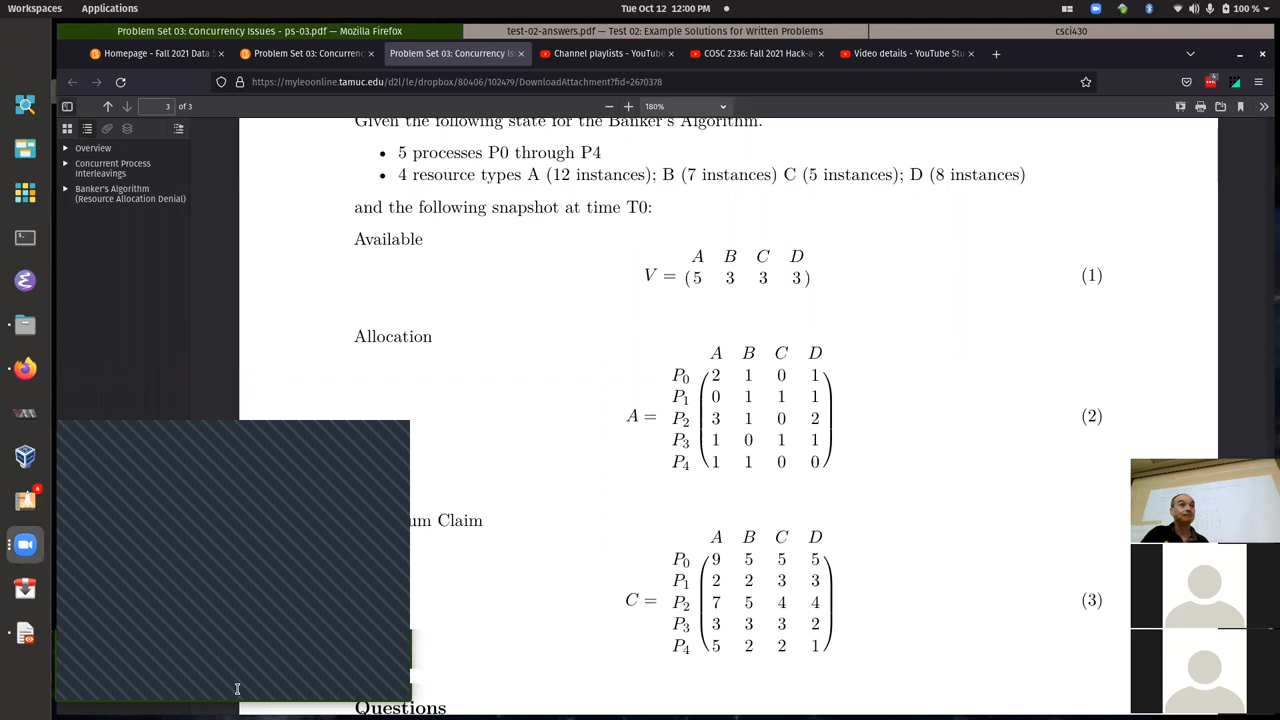 Workspaces Applications Tue Oct 12 12:00 PM 100 %
Problem Set 03: Concurrency Issues - ps-03.pdf — Mozilla Firefox test-02-answers.pdf — Test 02: Example Solutions for Written Problems csci430
Homepage - Fall 2021 Data S Problem Set 03: Concurrenc Problem Set 03: Concurrency Is Channel playlists - YouTube COSC 2336: Fall 2021 Hack-a- Video details - YouTube Stu
https://myleoonline.tamuc.edu/d2l/le/dropbox/80406/102479/DownloadAttachment?fid=2670378
3 of 3 180%
Overview
Concurrent Process
Interleavings
Banker's Algorithm
(Resource Allocation Denial)
Given the following state for the Banker's Algorithm.
• 5 processes P0 through P4
• 4 resource types A (12 instances); B (7 instances) C (5 instances); D (8 instances)
and the following snapshot at time T0:
Available
A B C D
V = (5 3 3 3) (1)
Allocation
A B C D
P0 2 1 0 1
P1 0 1 1 1
A = P2 3 1 0 2 (2)
P3 1 0 1 1
P4 1 1 0 0
um Claim
A B C D
P0 9 5 5 5
P1 2 2 3 3
C = P2 7 5 4 4 (3)
P3 3 3 3 2
P4 5 2 2 1
Questions